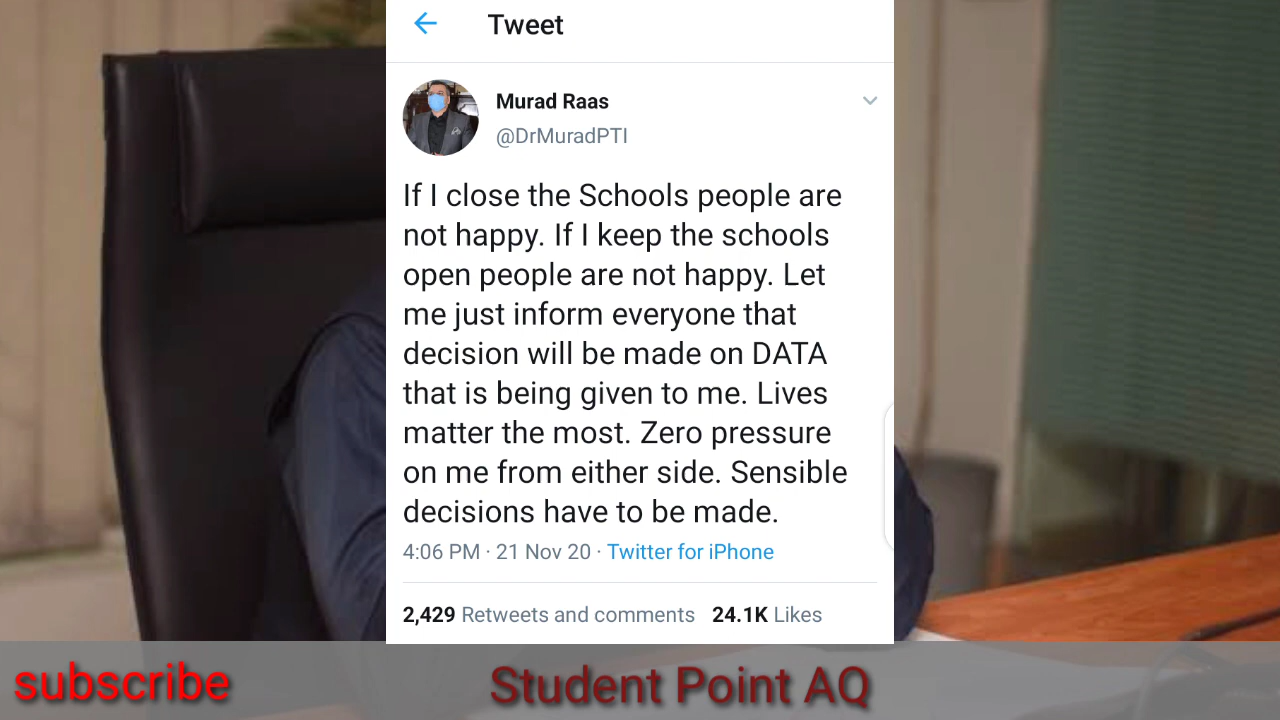 Tweet
Murad Raas
@DrMuradPTI
If I close the Schools people are
not happy. If I keep the schools
open people are not happy. Let
me just inform everyone that
decision will be made on DATA
that is being given to me. Lives
matter the most. Zero pressure
on me from either side. Sensible
decisions have to be made.
4:06 PM · 21 Nov 20 · Twitter for iPhone
2,429 Retweets and comments 24.1K Likes
subscribe
Student Point AQ